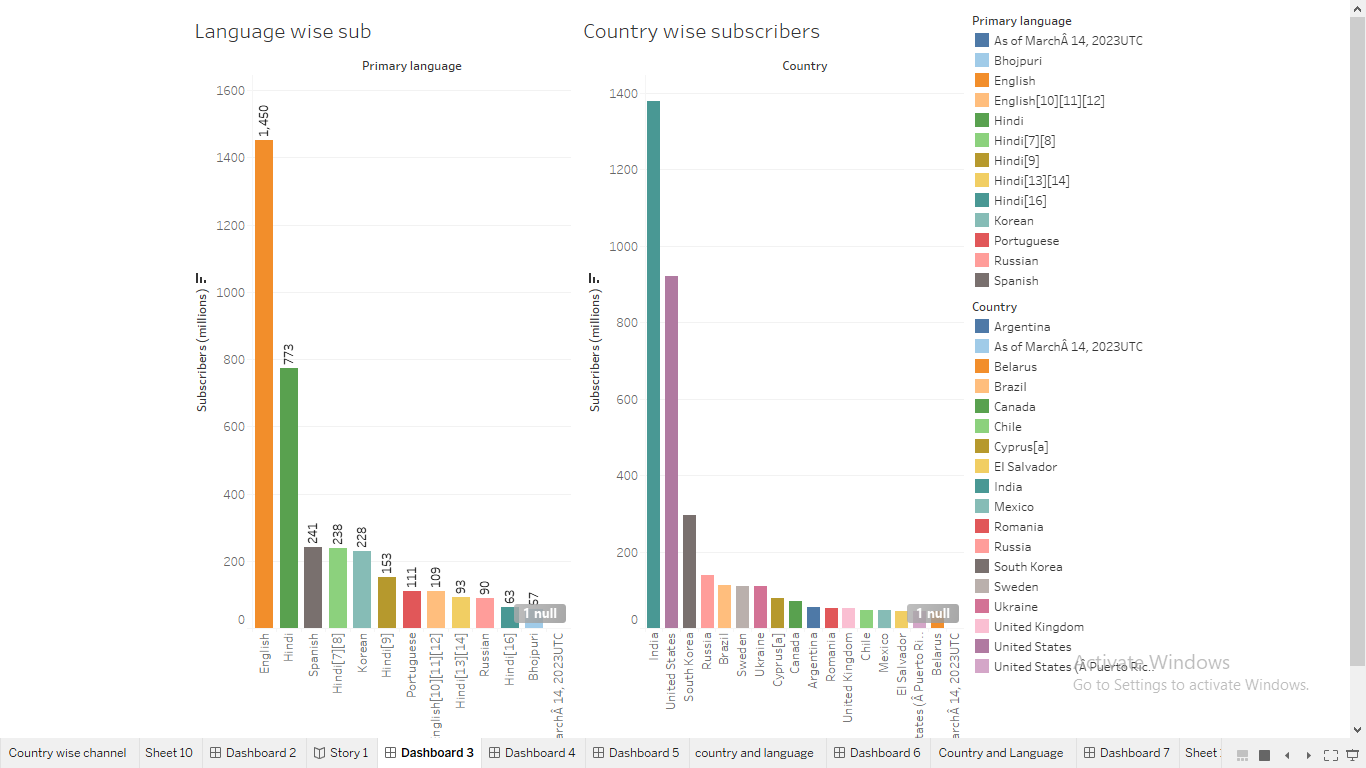 Language wise sub
Primary language
1600
1400
1200
1000
800
600
400
200
0
Subscribers (millions)
1,450
773
241
238
228
153
111
109
93
90
63
57
1 null
English
Hindi
Spanish
Hindi[7][8]
Korean
Hindi[9]
Portuguese
nglish[10][11][12]
Hindi[13][14]
Russian
Hindi[16]
Bhojpuri
archÂ 14, 2023UTC
Country wise subscribers
Country
1400
1200
1000
800
600
400
200
0
Subscribers (millions)
1 null
India
United States
South Korea
Russia
Brazil
Sweden
Ukraine
Cyprus[a]
Canada
Argentina
Romania
United Kingdom
Chile
Mexico
El Salvador
tates (Â Puerto Ri..
Belarus
archÂ 14, 2023UTC
Primary language
As of MarchÂ 14, 2023UTC
Bhojpuri
English
English[10][11][12]
Hindi
Hindi[7][8]
Hindi[9]
Hindi[13][14]
Hindi[16]
Korean
Portuguese
Russian
Spanish
Country
Argentina
As of MarchÂ 14, 2023UTC
Belarus
Brazil
Canada
Chile
Cyprus[a]
El Salvador
India
Mexico
Romania
Russia
South Korea
Sweden
Ukraine
United Kingdom
United States
United States (Â Puerto Ric..
Activate Windows
Go to Settings to activate Windows.
Country wise channel
Sheet 10
Dashboard 2
Story 1
Dashboard 3
Dashboard 4
Dashboard 5
country and language
Dashboard 6
Country and Language
Dashboard 7
Sheet